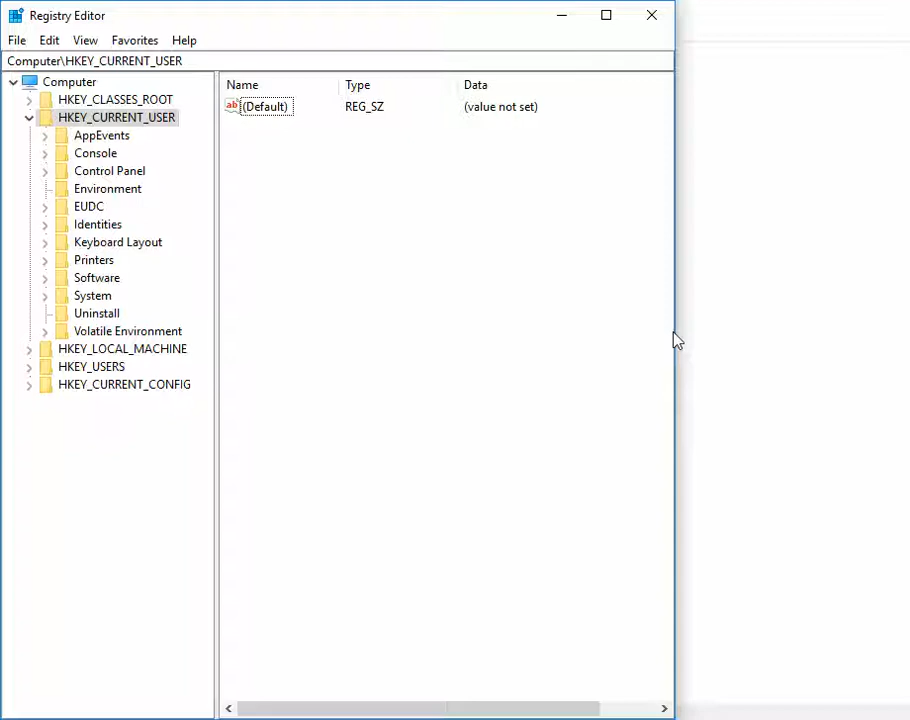 Registry Editor
File Edit View Favorites Help
Computer\HKEY_CURRENT_USER
Computer
HKEY_CLASSES_ROOT
HKEY_CURRENT_USER
AppEvents
Console
Control Panel
Environment
EUDC
Identities
Keyboard Layout
Printers
Software
System
Uninstall
Volatile Environment
HKEY_LOCAL_MACHINE
HKEY_USERS
HKEY_CURRENT_CONFIG
Name Type Data
ab (Default) REG_SZ (value not set)